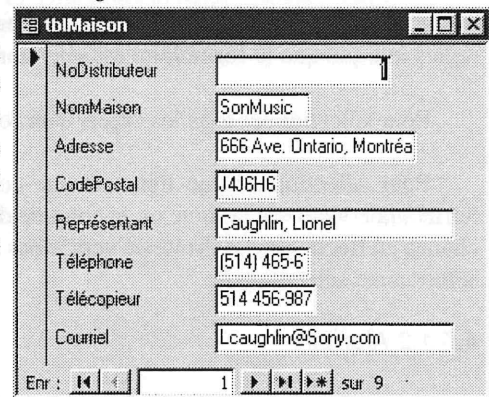 tblMaison
NoDistributeur 1
NomMaison SonMusic
Adresse 666 Ave. Ontario, Montréa
CodePostal J4J6H6
Représentant Caughlin, Lionel
Téléphone (514) 465-6
Télécopieur 514 456-987
Courriel Lcaughlin@Sony.com
Enr : 1 sur 9